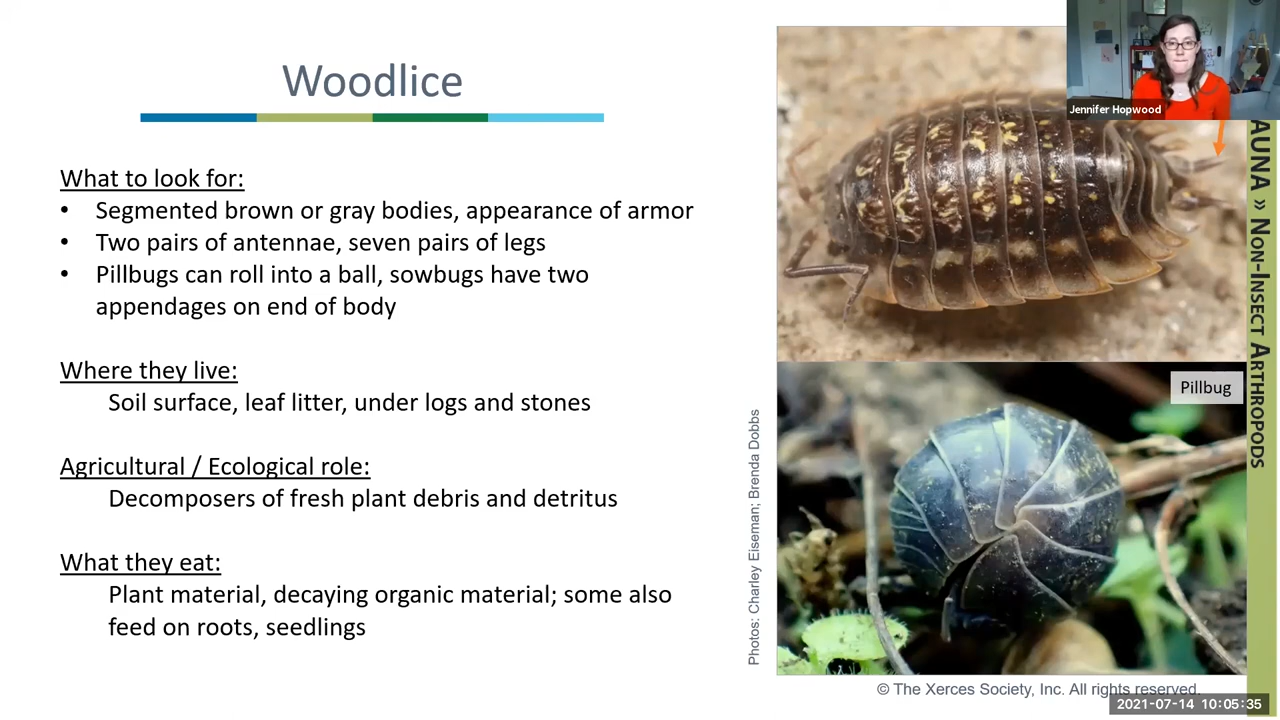 Woodlice
What to look for:
• Segmented brown or gray bodies, appearance of armor
• Two pairs of antennae, seven pairs of legs
• Pillbugs can roll into a ball, sowbugs have two
appendages on end of body
Where they live:
Soil surface, leaf litter, under logs and stones
Agricultural / Ecological role:
Decomposers of fresh plant debris and detritus
What they eat:
Plant material, decaying organic material; some also
feed on roots, seedlings
Photos: Charley Eiseman; Brenda Dobbs
Jennifer Hopwood
Pillbug
AUNA » NON-INSECT ARTHROPODS
© The Xerces Society, Inc. All rights reserved.
2021-07-14 10:05:35